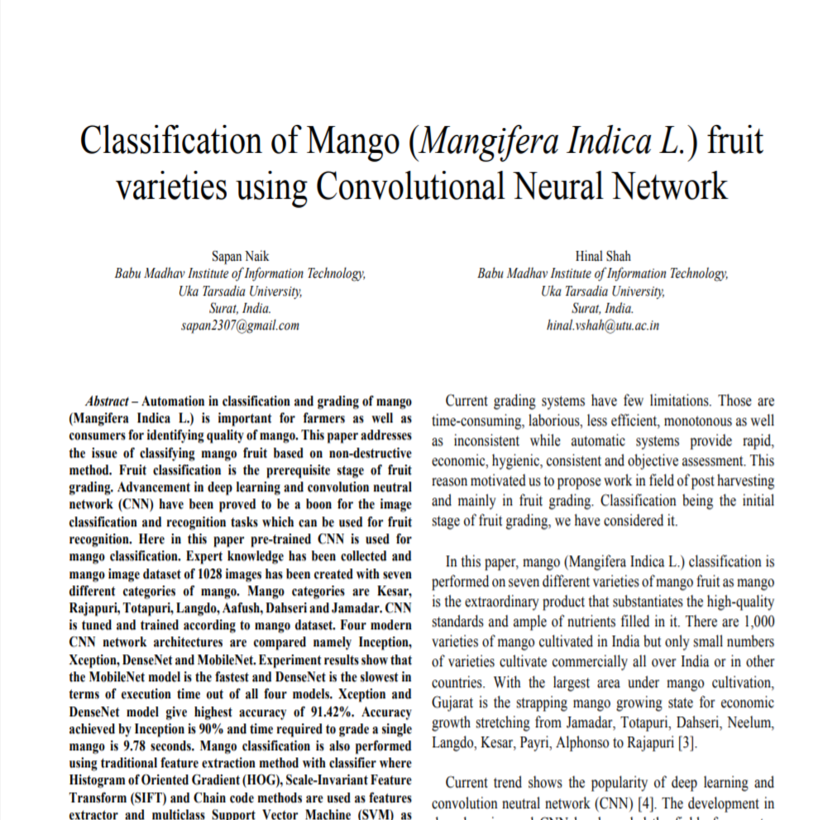 Classification of Mango (Mangifera Indica L.) fruit
varieties using Convolutional Neural Network
Sapan Naik
Babu Madhav Institute of Information Technology,
Uka Tarsadia University,
Surat, India.
sapan2307@gmail.com
Hinal Shah
Babu Madhav Institute of Information Technology,
Uka Tarsadia University,
Surat, India.
hinal.vshah@utu.ac.in
Abstract – Automation in classification and grading of mango
(Mangifera Indica L.) is important for farmers as well as
consumers for identifying quality of mango. This paper addresses
the issue of classifying mango fruit based on non-destructive
method. Fruit classification is the prerequisite stage of fruit
grading. Advancement in deep learning and convolution neutral
network (CNN) have been proved to be a boon for the image
classification and recognition tasks which can be used for fruit
recognition. Here in this paper pre-trained CNN is used for
mango classification. Expert knowledge has been collected and
mango image dataset of 1028 images has been created with seven
different categories of mango. Mango categories are Kesar,
Rajapuri, Totapuri, Langdo, Aafush, Dahseri and Jamadar. CNN
is tuned and trained according to mango dataset. Four modern
CNN network architectures are compared namely Inception,
Xception, DenseNet and MobileNet. Experiment results show that
the MobileNet model is the fastest and DenseNet is the slowest in
terms of execution time out of all four models. Xception and
DenseNet model give highest accuracy of 91.42%. Accuracy
achieved by Inception is 90% and time required to grade a single
mango is 9.78 seconds. Mango classification is also performed
using traditional feature extraction method with classifier where
Histogram of Oriented Gradient (HOG), Scale-Invariant Feature
Transform (SIFT) and Chain code methods are used as features
extractor and multiclass Support Vector Machine (SVM) as
Current grading systems have few limitations. Those are
time-consuming, laborious, less efficient, monotonous as well
as inconsistent while automatic systems provide rapid,
economic, hygienic, consistent and objective assessment. This
reason motivated us to propose work in field of post harvesting
and mainly in fruit grading. Classification being the initial
stage of fruit grading, we have considered it.
In this paper, mango (Mangifera Indica L.) classification is
performed on seven different varieties of mango fruit as mango
is the extraordinary product that substantiates the high-quality
standards and ample of nutrients filled in it. There are 1,000
varieties of mango cultivated in India but only small numbers
of varieties cultivate commercially all over India or in other
countries. With the largest area under mango cultivation,
Gujarat is the strapping mango growing state for economic
growth stretching from Jamadar, Totapuri, Dahseri, Neelum,
Langdo, Kesar, Payri, Alphonso to Rajapuri [3].
Current trend shows the popularity of deep learning and
convolution neutral network (CNN) [4]. The development in